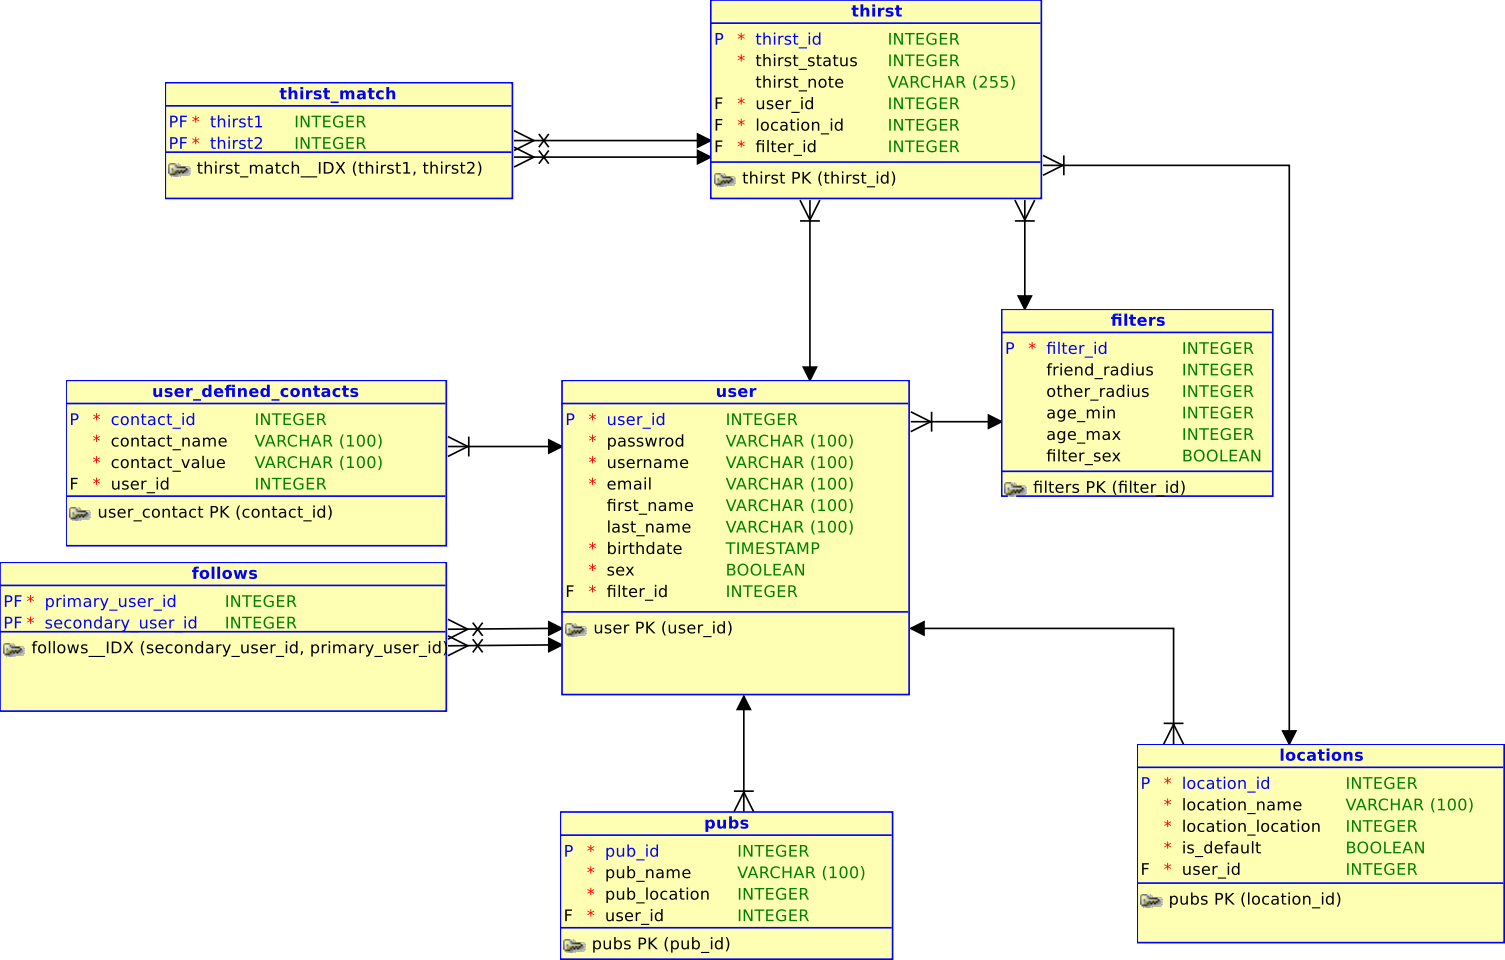 thirst
P * thirst_id INTEGER
* thirst_status INTEGER
thirst_note VARCHAR (255)
F * user_id INTEGER
F * location_id INTEGER
F * filter_id INTEGER
thirst PK (thirst_id)
thirst_match
PF * thirst1 INTEGER
PF * thirst2 INTEGER
thirst_match__IDX (thirst1, thirst2)
filters
P * filter_id INTEGER
friend_radius INTEGER
other_radius INTEGER
age_min INTEGER
age_max INTEGER
filter_sex BOOLEAN
filters PK (filter_id)
user_defined_contacts
P * contact_id INTEGER
* contact_name VARCHAR (100)
* contact_value VARCHAR (100)
F * user_id INTEGER
user_contact PK (contact_id)
user
P * user_id INTEGER
* passwrod VARCHAR (100)
* username VARCHAR (100)
* email VARCHAR (100)
first_name VARCHAR (100)
last_name VARCHAR (100)
* birthdate TIMESTAMP
* sex BOOLEAN
F * filter_id INTEGER
user PK (user_id)
follows
PF * primary_user_id INTEGER
PF * secondary_user_id INTEGER
follows__IDX (secondary_user_id, primary_user_id)
pubs
P * pub_id INTEGER
* pub_name VARCHAR (100)
* pub_location INTEGER
F * user_id INTEGER
pubs PK (pub_id)
locations
P * location_id INTEGER
* location_name VARCHAR (100)
* location_location INTEGER
* is_default BOOLEAN
F * user_id INTEGER
pubs PK (location_id)